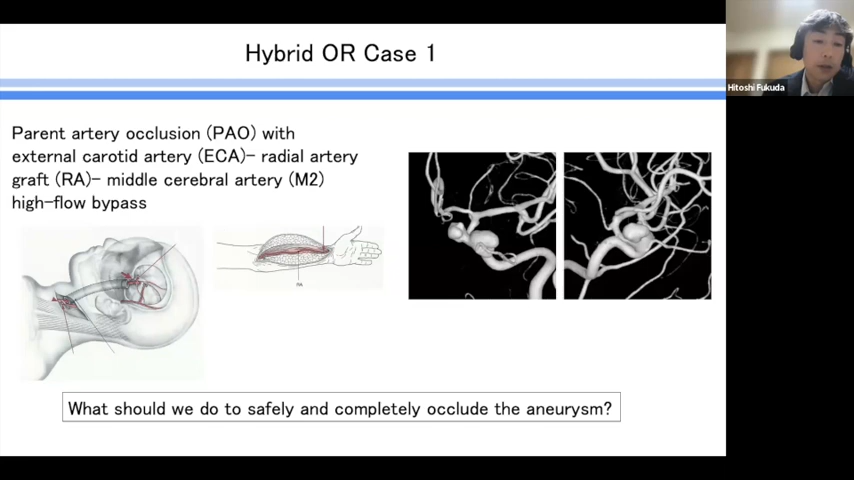 Hybrid OR Case 1
Hitoshi Fukuda
Parent artery occlusion (PAO) with
external carotid artery (ECA)- radial artery
graft (RA)- middle cerebral artery (M2)
high-flow bypass
RA
What should we do to safely and completely occlude the aneurysm?